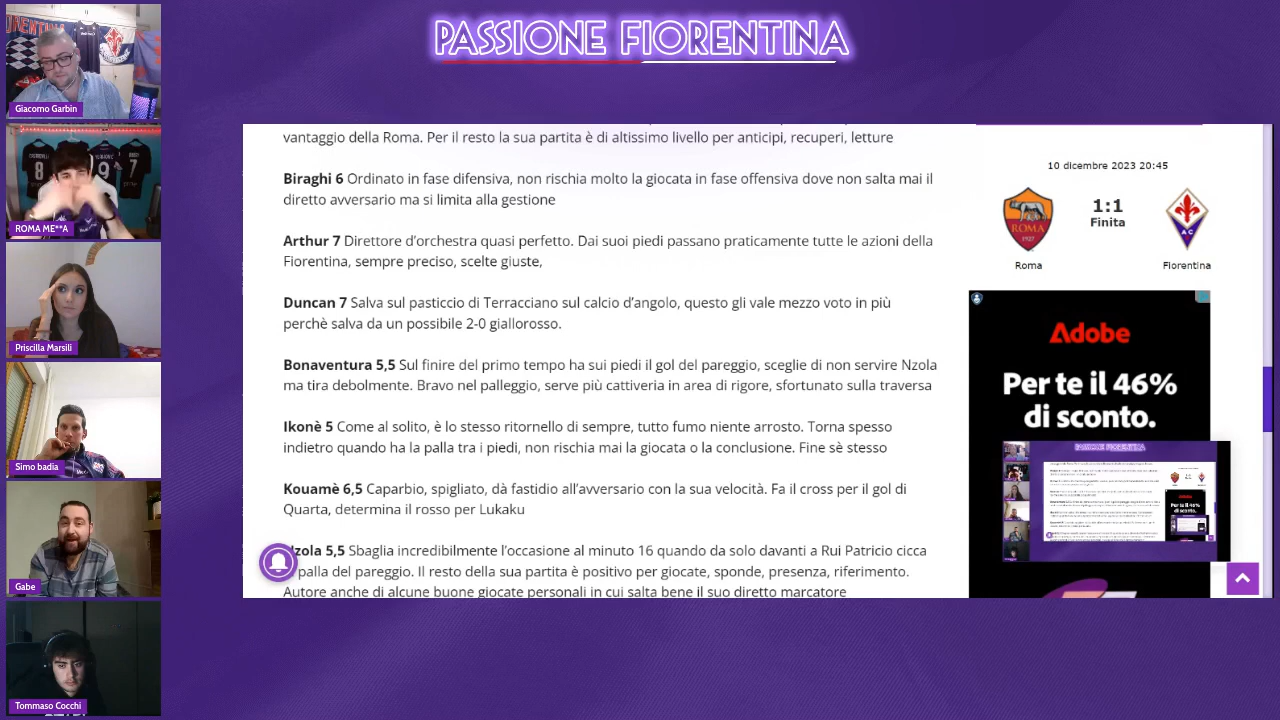 PASSIONE FIORENTINA
Giacomo Garbin
ROMA ME**A
Priscilla Marsili
Simo badia
Gabe
Tommaso Cocchi
vantaggio della Roma. Per il resto la sua partita è di altissimo livello per anticipi, recuperi, letture
Biraghi 6 Ordinato in fase difensiva, non rischia molto la giocata in fase offensiva dove non salta mai il
diretto avversario ma si limita alla gestione
Arthur 7 Direttore d'orchestra quasi perfetto. Dai suoi piedi passano praticamente tutte le azioni della
Fiorentina, sempre preciso, scelte giuste,
Duncan 7 Salva sul pasticcio di Terracciano sul calcio d'angolo, questo gli vale mezzo voto in più
perchè salva da un possibile 2-0 giallorosso.
Bonaventura 5,5 Sul finire del primo tempo ha sui piedi il gol del pareggio, sceglie di non servire Nzola
ma tira debolmente. Bravo nel palleggio, serve più cattiveria in area di rigore, sfortunato sulla traversa
Ikonè 5 Come al solito, è lo stesso ritornello di sempre, tutto fumo niente arrosto. Torna spesso
indietro quando ha la palla tra i piedi, non rischia mai la giocata o la conclusione. Fine sè stesso
Kouamè 6,5 da fastidio all'avversario con la sua velocità. Fa il cross per il gol di
Quarta, per Lukaku
zola 5,5 Sbaglia incredibilmente l'occasione al minuto 16 quando da solo davanti a Rui Patricio cicca
palla del pareggio. Il resto della sua partita è positivo per giocate, sponde, presenza, riferimento.
Autore anche di alcune buone giocate personali in cui salta bene il suo diretto marcatore
10 dicembre 2023 20:45
ROMA
1927
1:1
Finita
AC
Roma
Fiorentina
Adobe
Per te il 46%
di sconto.
PASSIONE FIORENTINA
8
9
7